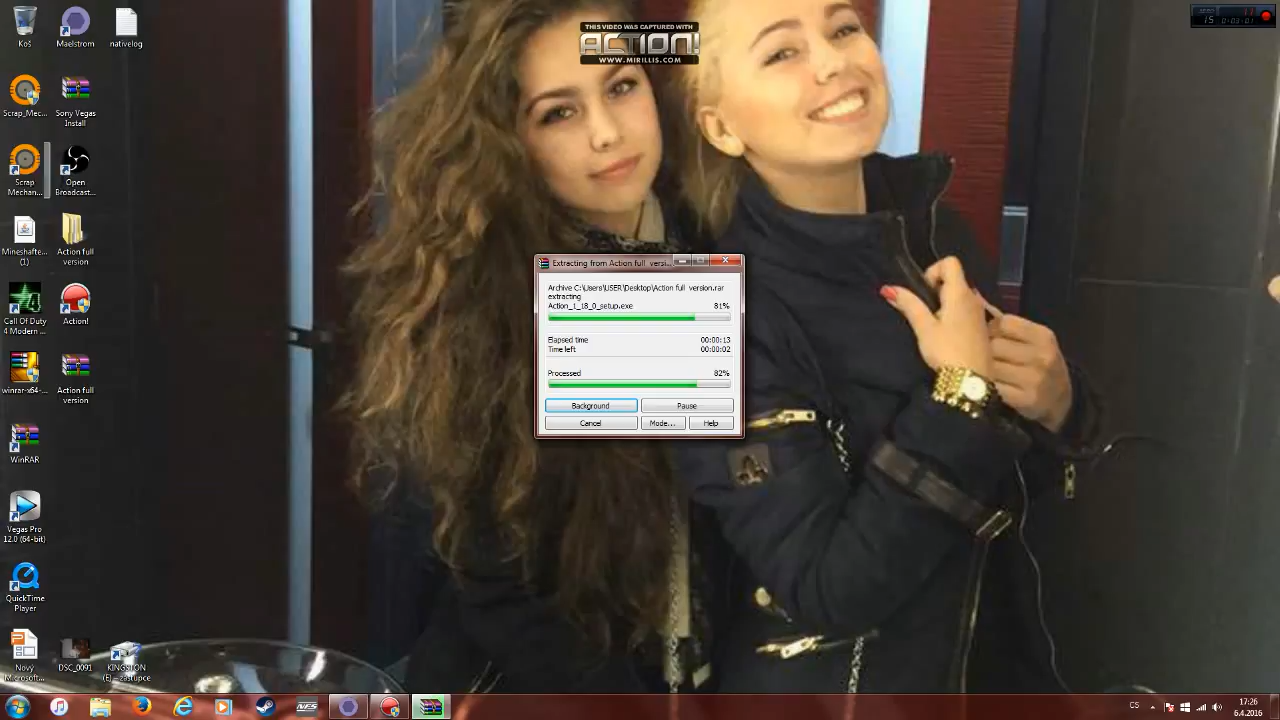 THIS VIDEO WAS CAPTURED WITH
ACTION!
WWW.MIRILLIS.COM
Koš
Maelstrom
nativelog
Scrap_Mec...
Sony Vegas
Install
Scrap
Mechan...
Open
Broadcast...
Mineshafte...
(1)
Action full
version
Call Of Duty
4 Modern ...
Action!
winrar-x64-...
Action full
version
WinRAR
Vegas Pro
12.0 (64-bit)
QuickTime
Player
Nový
(Microsoft...
DSC_0091
KINGSTON
(E) – zástupce
Extracting from Action full versi...
Archive C:\Users\USER\Desktop\Action full version.rar
extracting
Action_1_18_0_setup.exe 81%
Elapsed time 00:00:13
Time left 00:00:02
Processed 82%
Background
Pause
Cancel
Mode...
Help
NFS
CS
17:26
6.4.2016